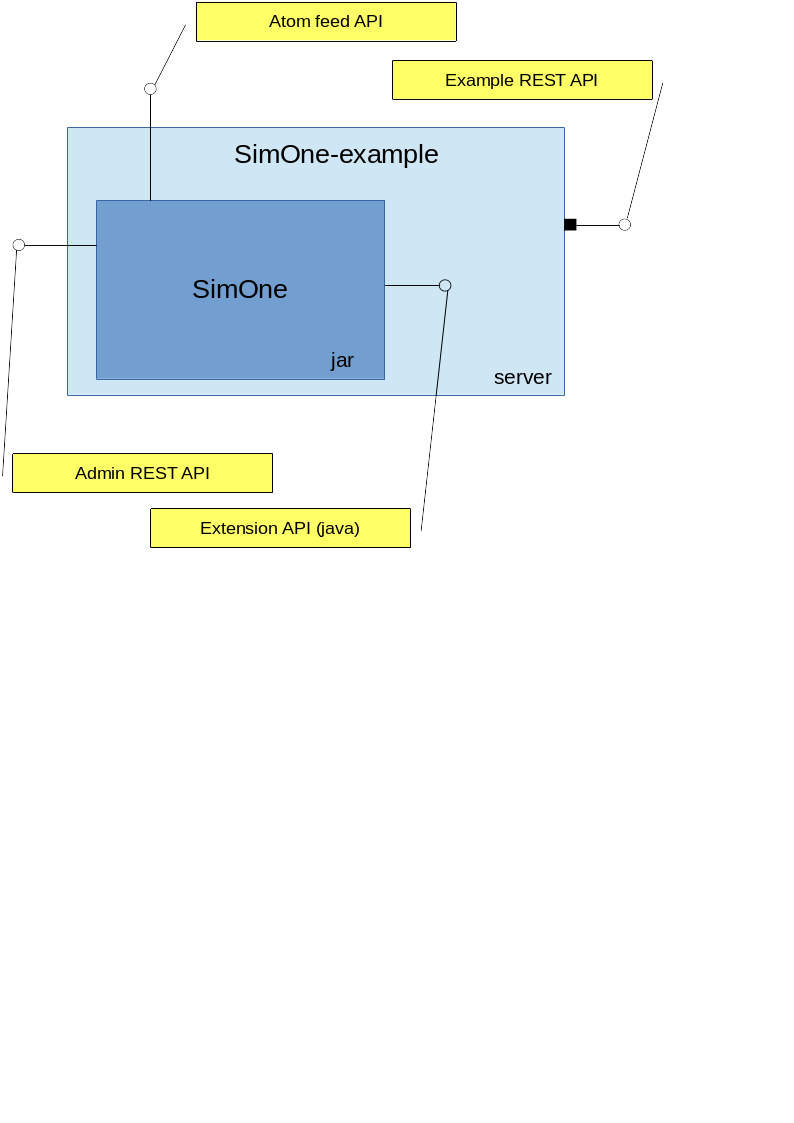 Atom feed API
Example REST API
SimOne-example
SimOne
jar
server
Admin REST API
Extension API (java)